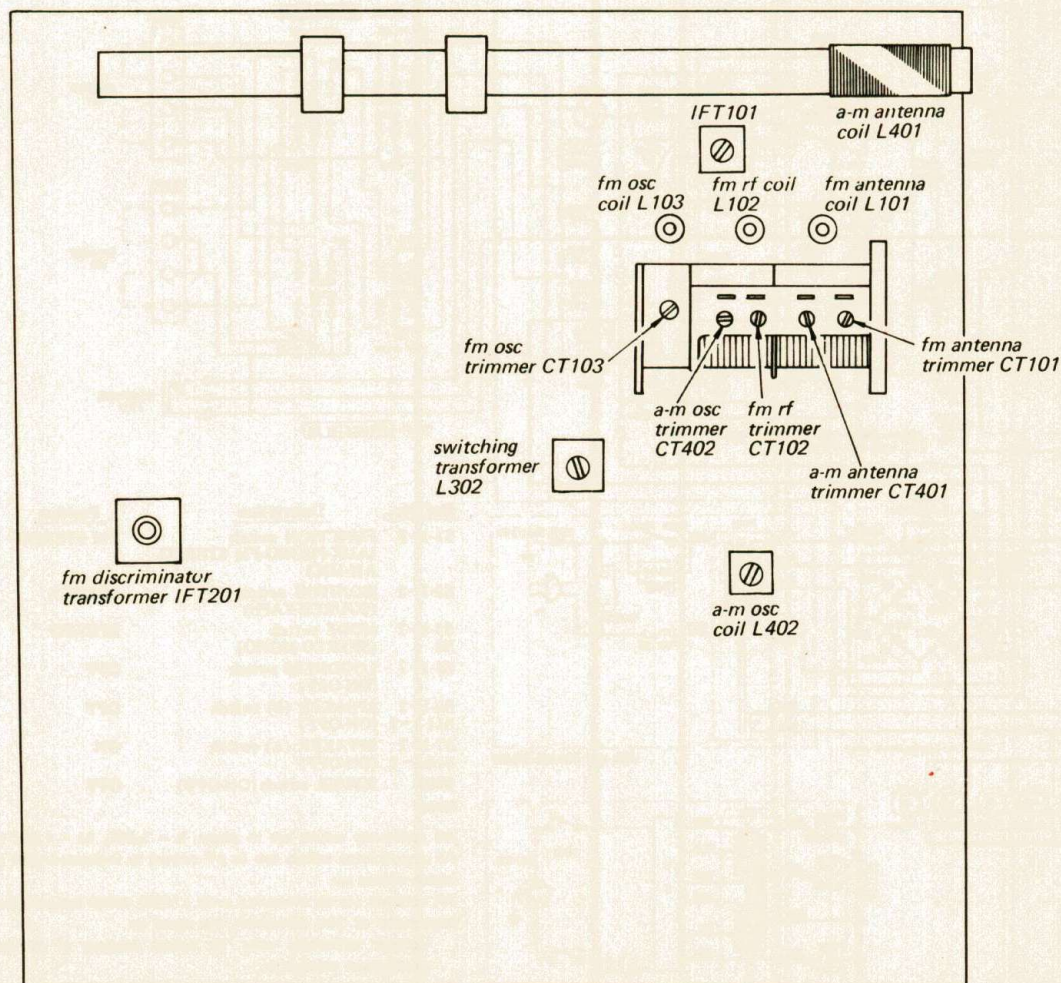 IFT101
a-m antenna
coil L401
fm osc
coil L103
fm rf coil
L102
fm antenna
coil L101
fm osc
trimmer CT103
fm antenna
trimmer CT101
a-m osc
trimmer
CT402
fm rf
trimmer
CT102
a-m antenna
trimmer CT401
switching
transformer
L302
fm discriminator
transformer IFT201
a-m osc
coil L402